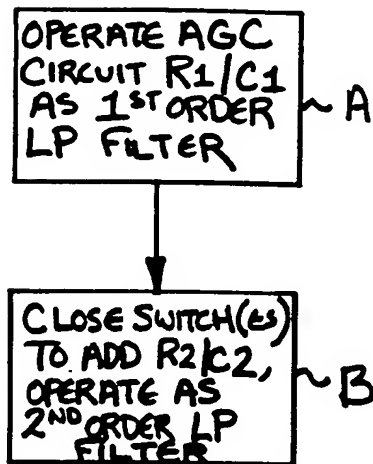 OPERATE AGC
CIRCUIT R1/C1
AS 1ST ORDER
LP FILTER
A
CLOSE SWITCH(ES)
TO ADD R2/C2,
OPERATE AS
2ND ORDER LP
FILTER
B